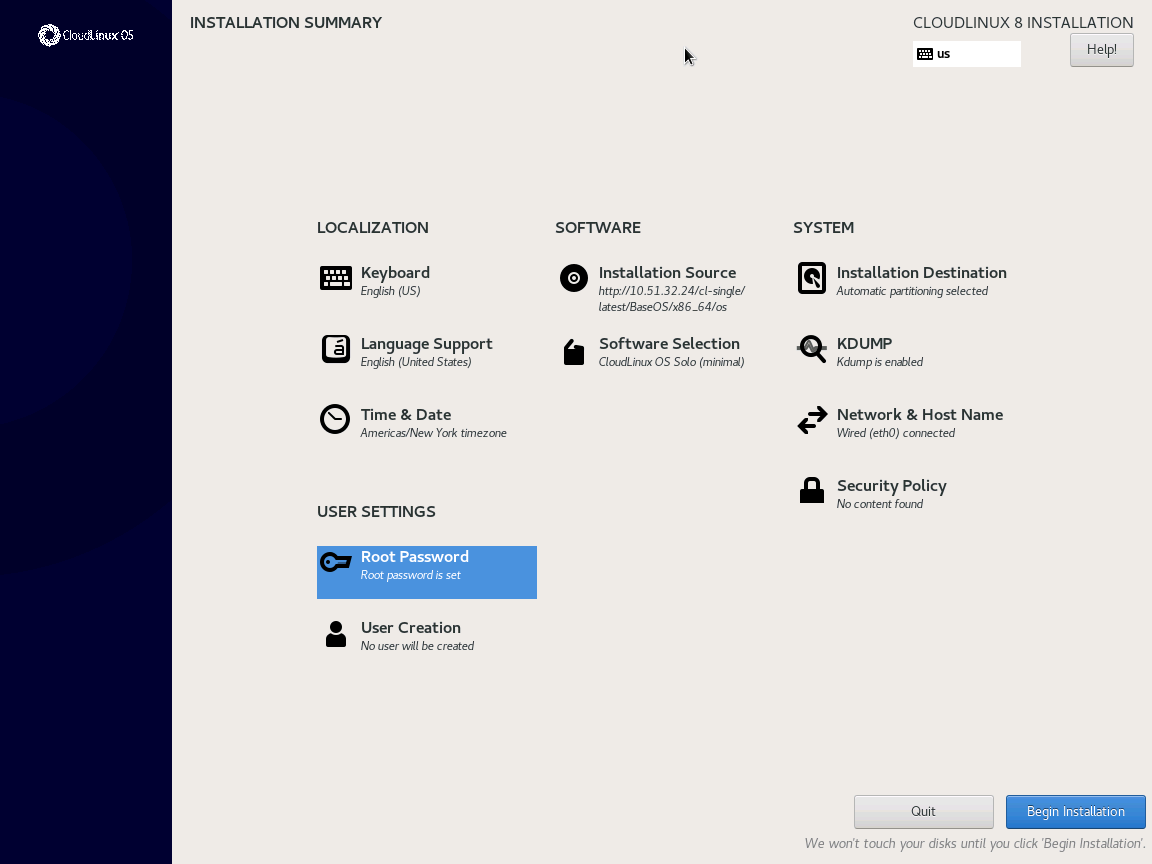 CloudLinux OS
INSTALLATION SUMMARY
CLOUDLINUX 8 INSTALLATION
us
Help!
LOCALIZATION
Keyboard
English (US)
Language Support
English (United States)
Time & Date
Americas/New York timezone
SOFTWARE
Installation Source
http://10.51.32.24/cl-single/
latest/BaseOS/x86_64/os
Software Selection
CloudLinux OS Solo (minimal)
SYSTEM
Installation Destination
Automatic partitioning selected
KDUMP
Kdump is enabled
Network & Host Name
Wired (eth0) connected
Security Policy
No content found
USER SETTINGS
Root Password
Root password is set
User Creation
No user will be created
Quit
Begin Installation
We won't touch your disks until you click 'Begin Installation'.